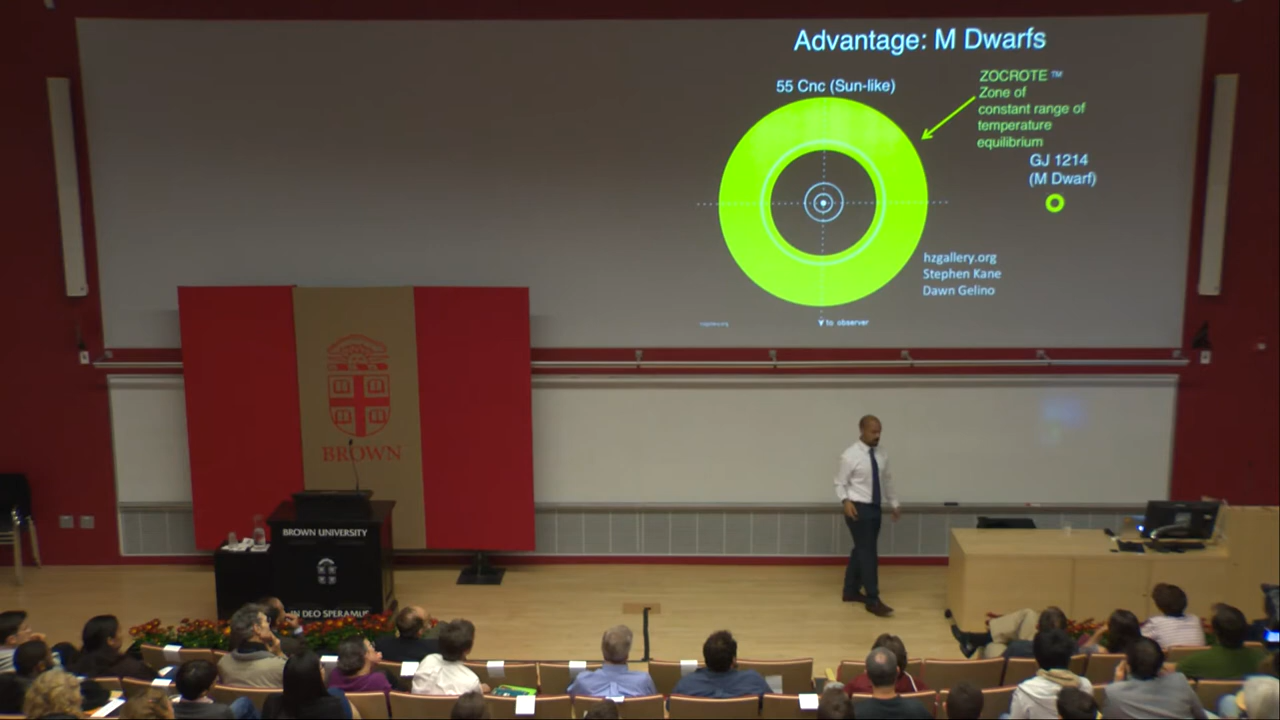 Advantage: M Dwarfs
55 Cnc (Sun-like)
ZOCROTE ™
Zone of
constant range of
temperature
equilibrium
GJ 1214
(M Dwarf)
hzgallery.org
Stephen Kane
Dawn Gelino
to observer
BROWN
BROWN UNIVERSITY
IN DEO SPERAMUS